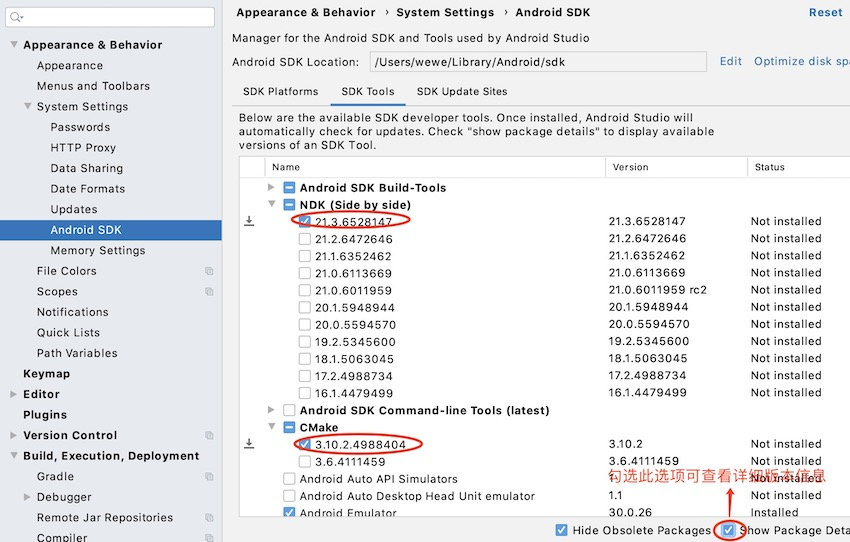 Appearance & Behavior › System Settings › Android SDK
Reset
Manager for the Android SDK and Tools used by Android Studio
Android SDK Location: /Users/wewe/Library/Android/sdk Edit Optimize disk spa
SDK Platforms SDK Tools SDK Update Sites
Below are the available SDK developer tools. Once installed, Android Studio will
automatically check for updates. Check "show package details" to display available
versions of an SDK Tool.
Appearance & Behavior
Appearance
Menus and Toolbars
System Settings
Passwords
HTTP Proxy
Data Sharing
Date Formats
Updates
Android SDK
Memory Settings
File Colors
Scopes
Notifications
Quick Lists
Path Variables
Keymap
Editor
Plugins
Version Control
Build, Execution, Deployment
Gradle
Debugger
Remote Jar Repositories
Compiler
Name Version Status
Android SDK Build-Tools
NDK (Side by side)
21.3.6528147 21.3.6528147 Not installed
21.2.6472646 21.2.6472646 Not installed
21.1.6352462 21.1.6352462 Not installed
21.0.6113669 21.0.6113669 Not installed
21.0.6011959 21.0.6011959 rc2 Not installed
20.1.5948944 20.1.5948944 Not installed
20.0.5594570 20.0.5594570 Not installed
19.2.5345600 19.2.5345600 Not installed
18.1.5063045 18.1.5063045 Not installed
17.2.4988734 17.2.4988734 Not installed
16.1.4479499 16.1.4479499 Not installed
Android SDK Command-line Tools (latest)
CMake
3.10.2.4988404 3.10.2 Not installed
3.6.4111459 3.6.4111459 Not installed
Android Auto API Simulators 1 Not installed
勾选此选项可查看详细版本信息
Android Auto Desktop Head Unit emulator 1.1 Not installed
Android Emulator 30.0.26 Installed
Hide Obsolete Packages Show Package Deta